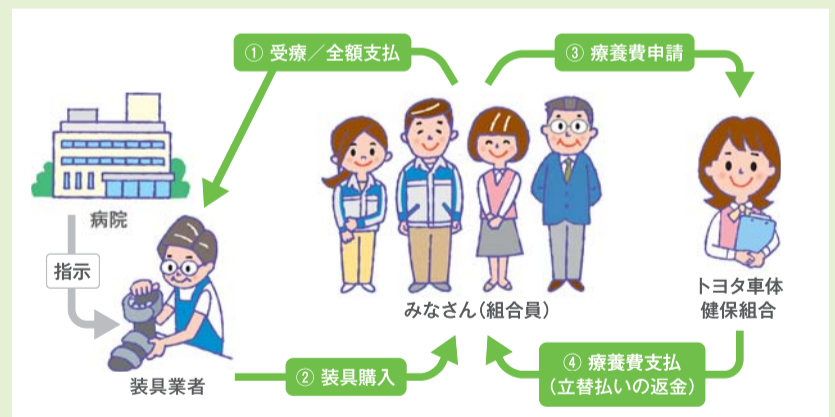 ① 受療／全額支払
③ 療養費申請
病院
指示
装具業者
みなさん（組合員）
トヨタ車体
健保組合
② 装具購入
④ 療養費支払
（立替払いの返金）